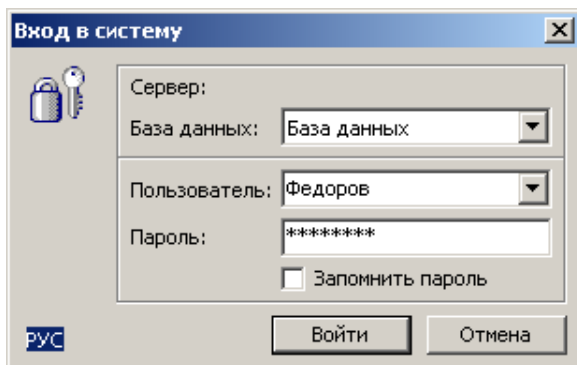 Вход в систему
Сервер:
База данных: База данных
Пользователь: Федоров
Пароль: ********
Запомнить пароль
РУС Войти Отмена